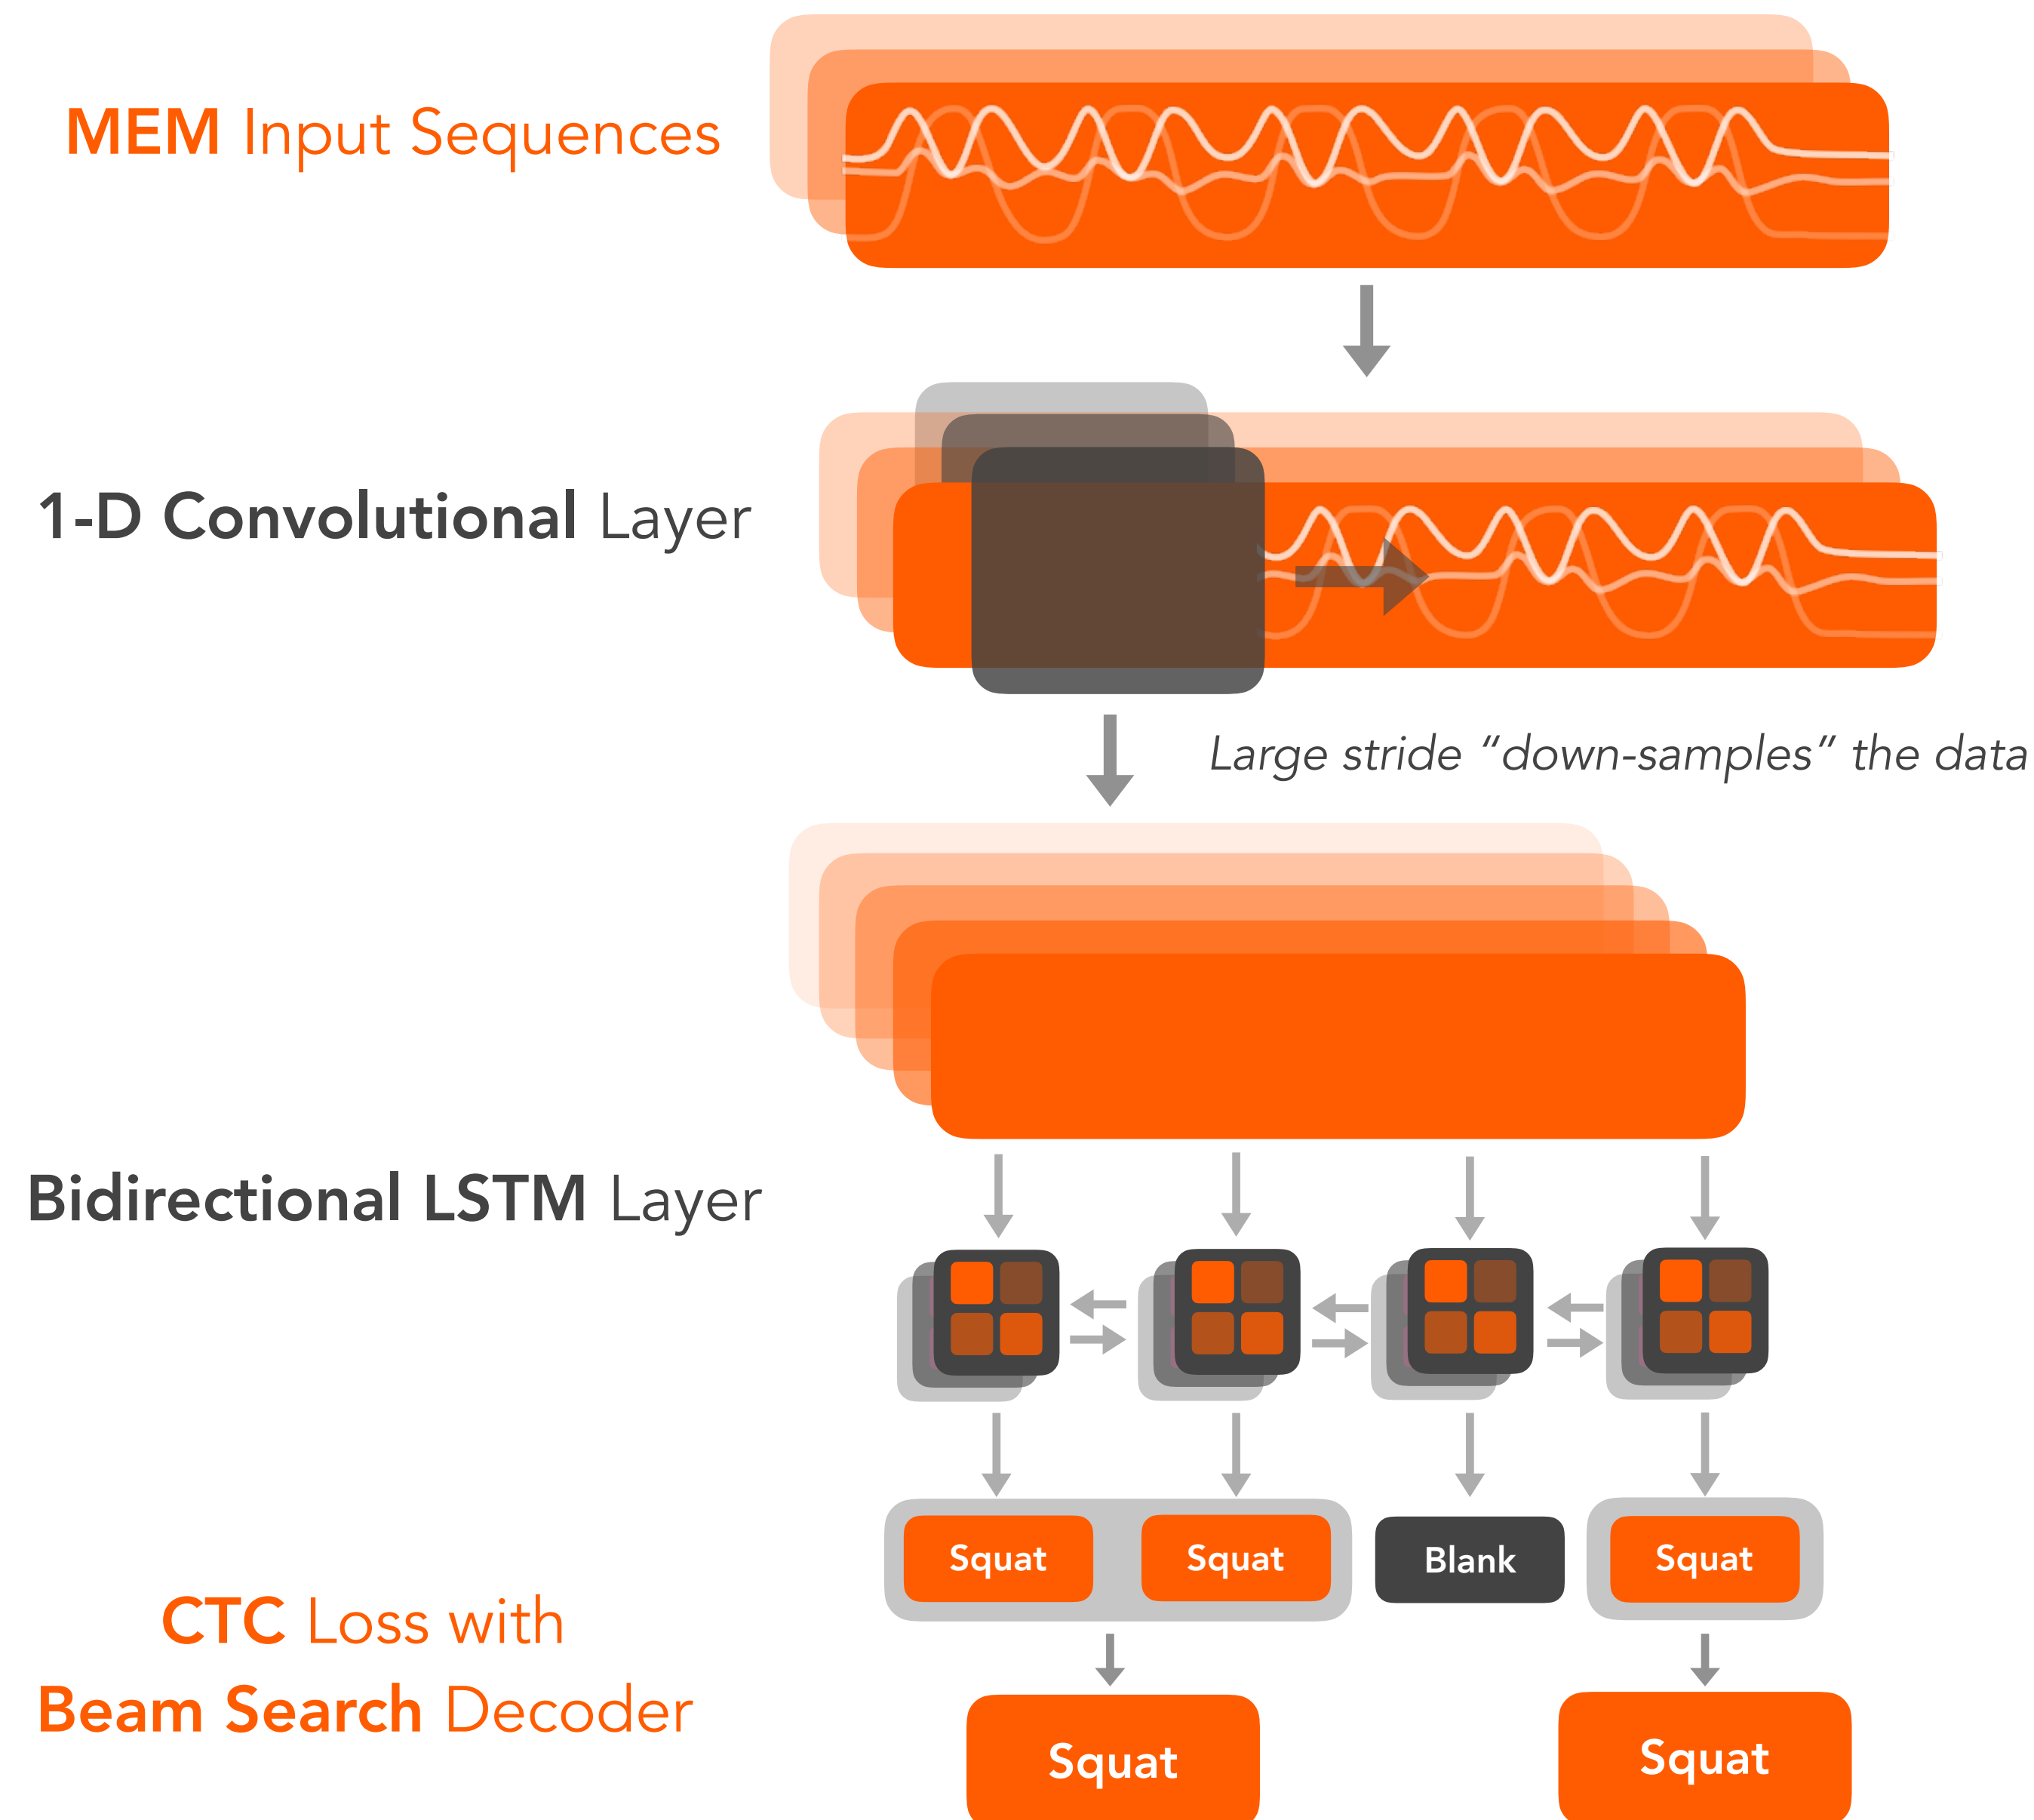 MEM Input Sequences
1-D Convolutional Layer
Large stride “down-samples” the data
Bidirectional LSTM Layer
Squat
Squat
Blank
Squat
CTC Loss with
Beam Search Decoder
Squat
Squat